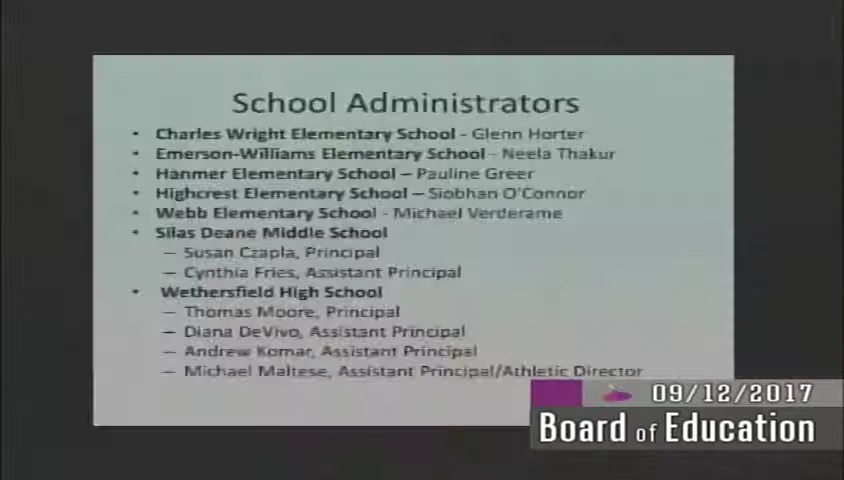 School Administrators
• Charles Wright Elementary School - Glenn Horter
• Emerson-Williams Elementary School - Neela Thakur
• Hanmer Elementary School – Pauline Greer
• Highcrest Elementary School – Siobhan O'Connor
• Webb Elementary School - Michael Verderame
• Silas Deane Middle School
– Susan Czapla, Principal
– Cynthia Fries, Assistant Principal
• Wethersfield High School
– Thomas Moore, Principal
– Diana DeVivo, Assistant Principal
– Andrew Komar, Assistant Principal
– Michael Maltese, Assistant Principal/Athletic Director
09/12/2017
Board of Education